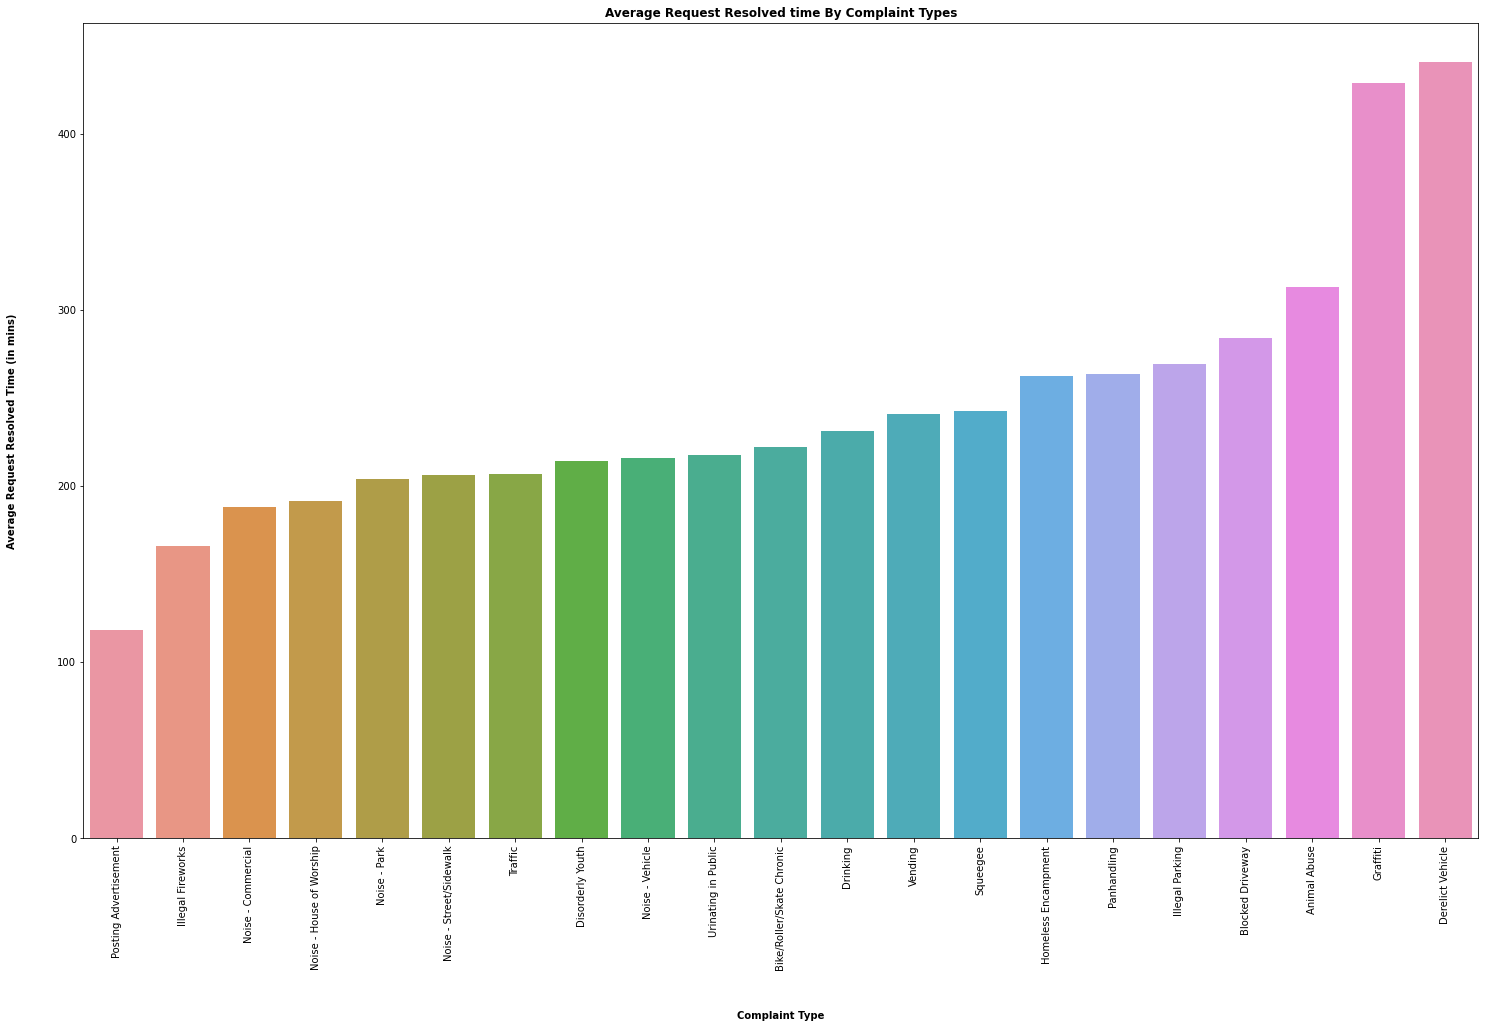 Average Request Resolved time By Complaint Types
Average Request Resolved Time (in mins)
400
300
200
100
0
Posting Advertisement
Illegal Fireworks
Noise - Commercial
Noise - House of Worship
Noise - Park
Noise - Street/Sidewalk
Traffic
Disorderly Youth
Noise - Vehicle
Urinating in Public
Bike/Roller/Skate Chronic
Drinking
Vending
Squeegee
Homeless Encampment
Panhandling
Illegal Parking
Blocked Driveway
Animal Abuse
Graffiti
Derelict Vehicle
Complaint Type